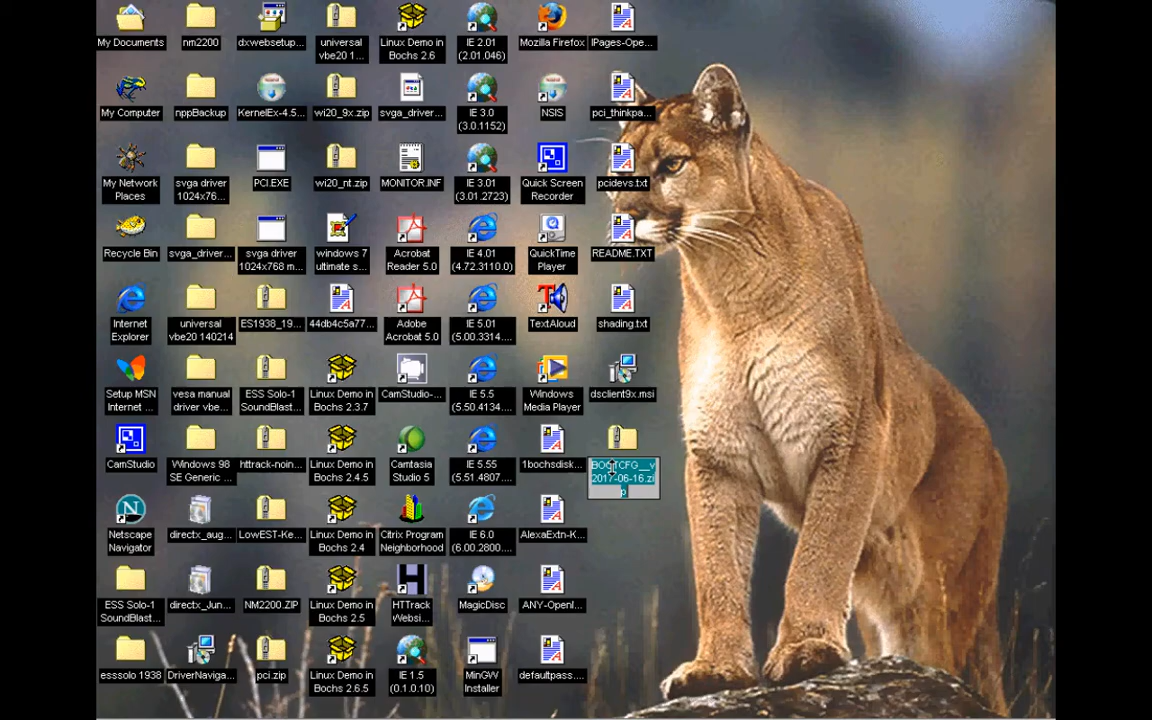 My Documents
nm2200
dxwebsetup...
universal
vbe20 1...
Linux Demo in
Bochs 2.6
IE 2.01
(2.01.046)
Mozilla Firefox
IPages-Ope...
My Computer
nppBackup
KernelEx-4.5...
wi20_9x.zip
svga_driver...
IE 3.0
(3.0.1152)
NSIS
pci_thinkpa...
My Network
Places
svga driver
1024x76...
PCI.EXE
wi20_nt.zip
MONITOR.INF
IE 3.01
(3.01.2723)
Quick Screen
Recorder
pcidevs.txt
Recycle Bin
svga_driver...
svga driver
1024x768 m...
windows 7
ultimate s...
Acrobat
Reader 5.0
IE 4.01
(4.72.3110.0)
QuickTime
Player
README.TXT
Internet
Explorer
universal
vbe20 140214
ES1938_19...
44db4c5a77...
Adobe
Acrobat 5.0
IE 5.01
(5.00.3314....
TextAloud
shading.txt
Setup MSN
Internet ...
vesa manual
driver vbe...
ESS Solo-1
SoundBlast...
Linux Demo in
Bochs 2.3.7
CamStudio-...
IE 5.5
(5.50.4134....
Windows
Media Player
dsclient9x.msi
CamStudio
Windows 98
SE Generic ...
httrack-noin...
Linux Demo in
Bochs 2.4.5
Camtasia
Studio 5
IE 5.55
(5.51.4807....
1bochsdisk...
BOOTCFG__v
2017-06-16.zi
p
Netscape
Navigator
directx_aug...
LowEST-Ke...
Linux Demo in
Bochs 2.4
Citrix Program
Neighborhood
IE 6.0
(6.00.2800....
AlexaExtn-K...
ESS Solo-1
SoundBlast...
directx_Jun...
NM2200.ZIP
Linux Demo in
Bochs 2.5
HTTrack
Websi...
MagicDisc
ANY-OpenI...
esssolo 1938
DriverNaviga...
pci.zip
Linux Demo in
Bochs 2.6.5
IE 1.5
(0.1.0.10)
MinGW
Installer
defaultpass....